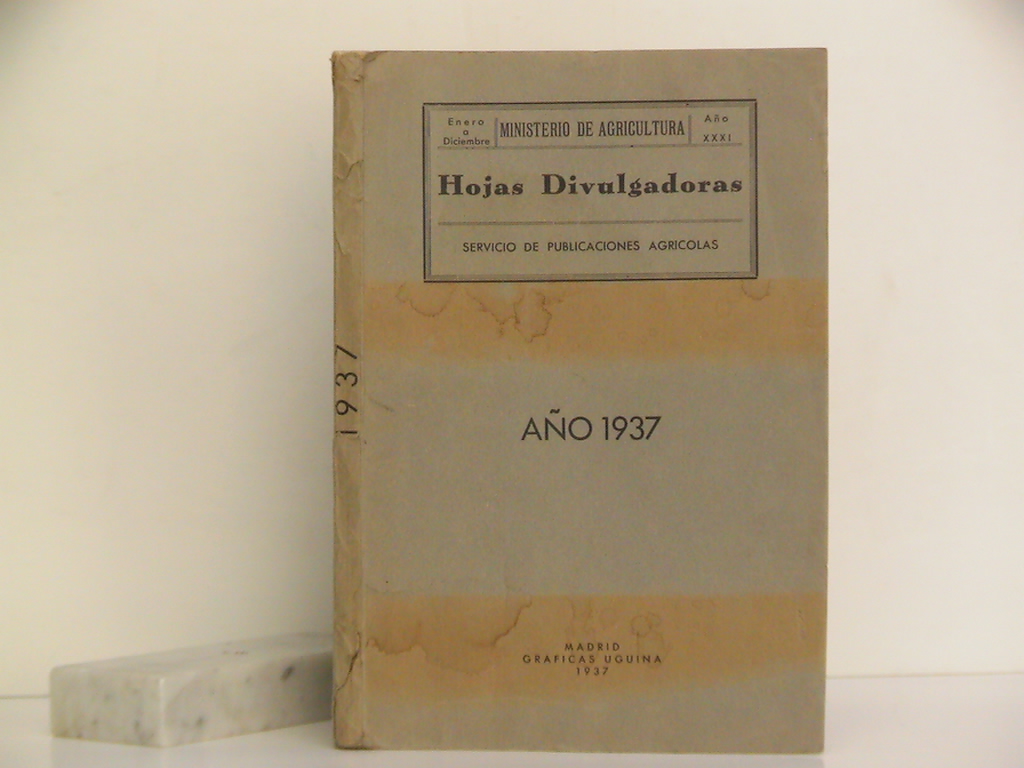 Enero
a
Diciembre
MINISTERIO DE AGRICULTURA
Año
XXXI
Hojas Divulgadoras
SERVICIO DE PUBLICACIONES AGRICOLAS
1937
AÑO 1937
MADRID
GRAFICAS UGUINA
1937